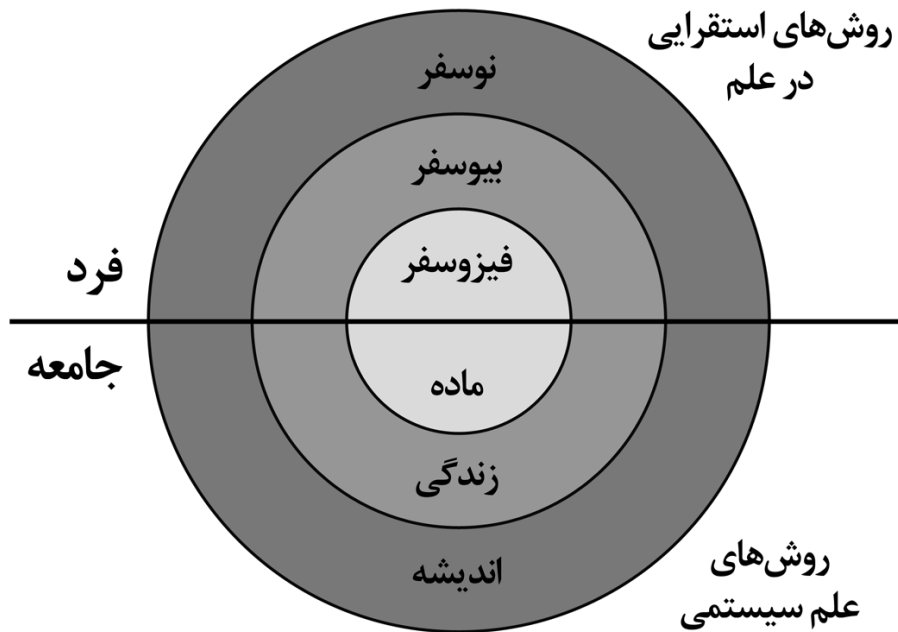 روش‌های استقرایی
در علم
نوسفر
بیوسفر
فیزوسفر
فرد
جامعه
ماده
زندگی
اندیشه
روش‌های
علم سیستمی